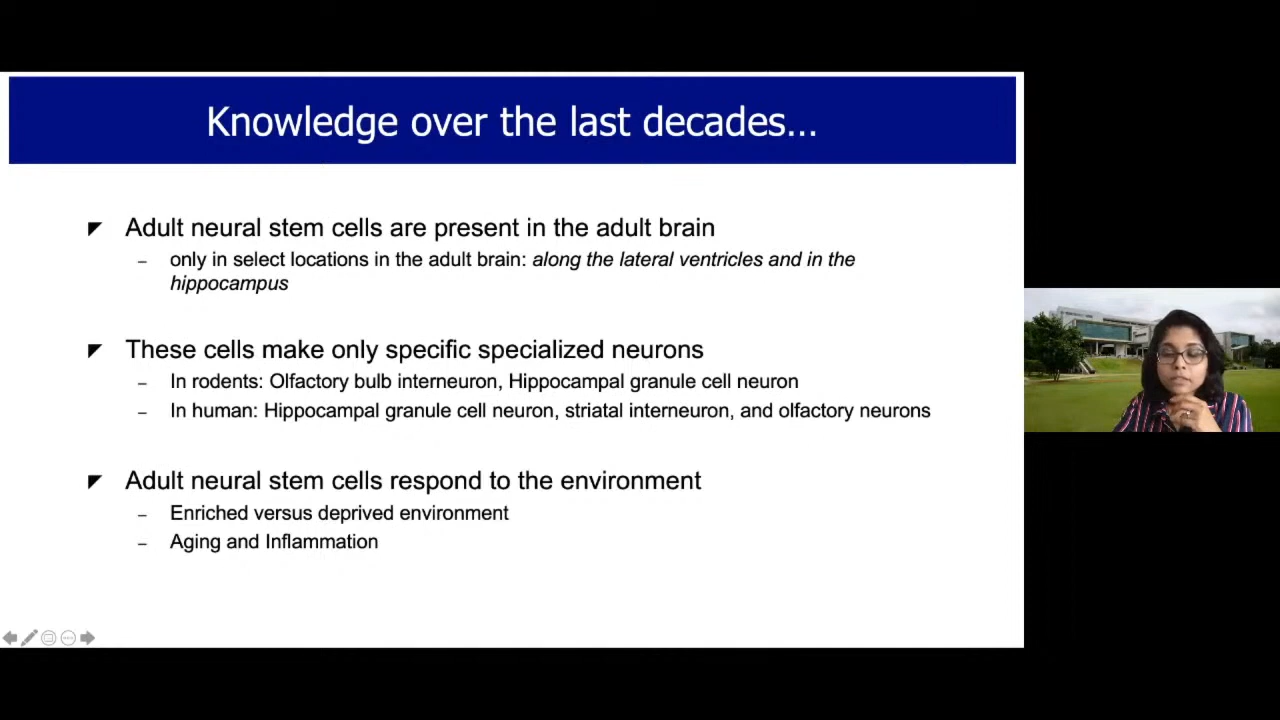 Knowledge over the last decades...
Adult neural stem cells are present in the adult brain
– only in select locations in the adult brain: along the lateral ventricles and in the
hippocampus
These cells make only specific specialized neurons
– In rodents: Olfactory bulb interneuron, Hippocampal granule cell neuron
– In human: Hippocampal granule cell neuron, striatal interneuron, and olfactory neurons
Adult neural stem cells respond to the environment
– Enriched versus deprived environment
– Aging and Inflammation